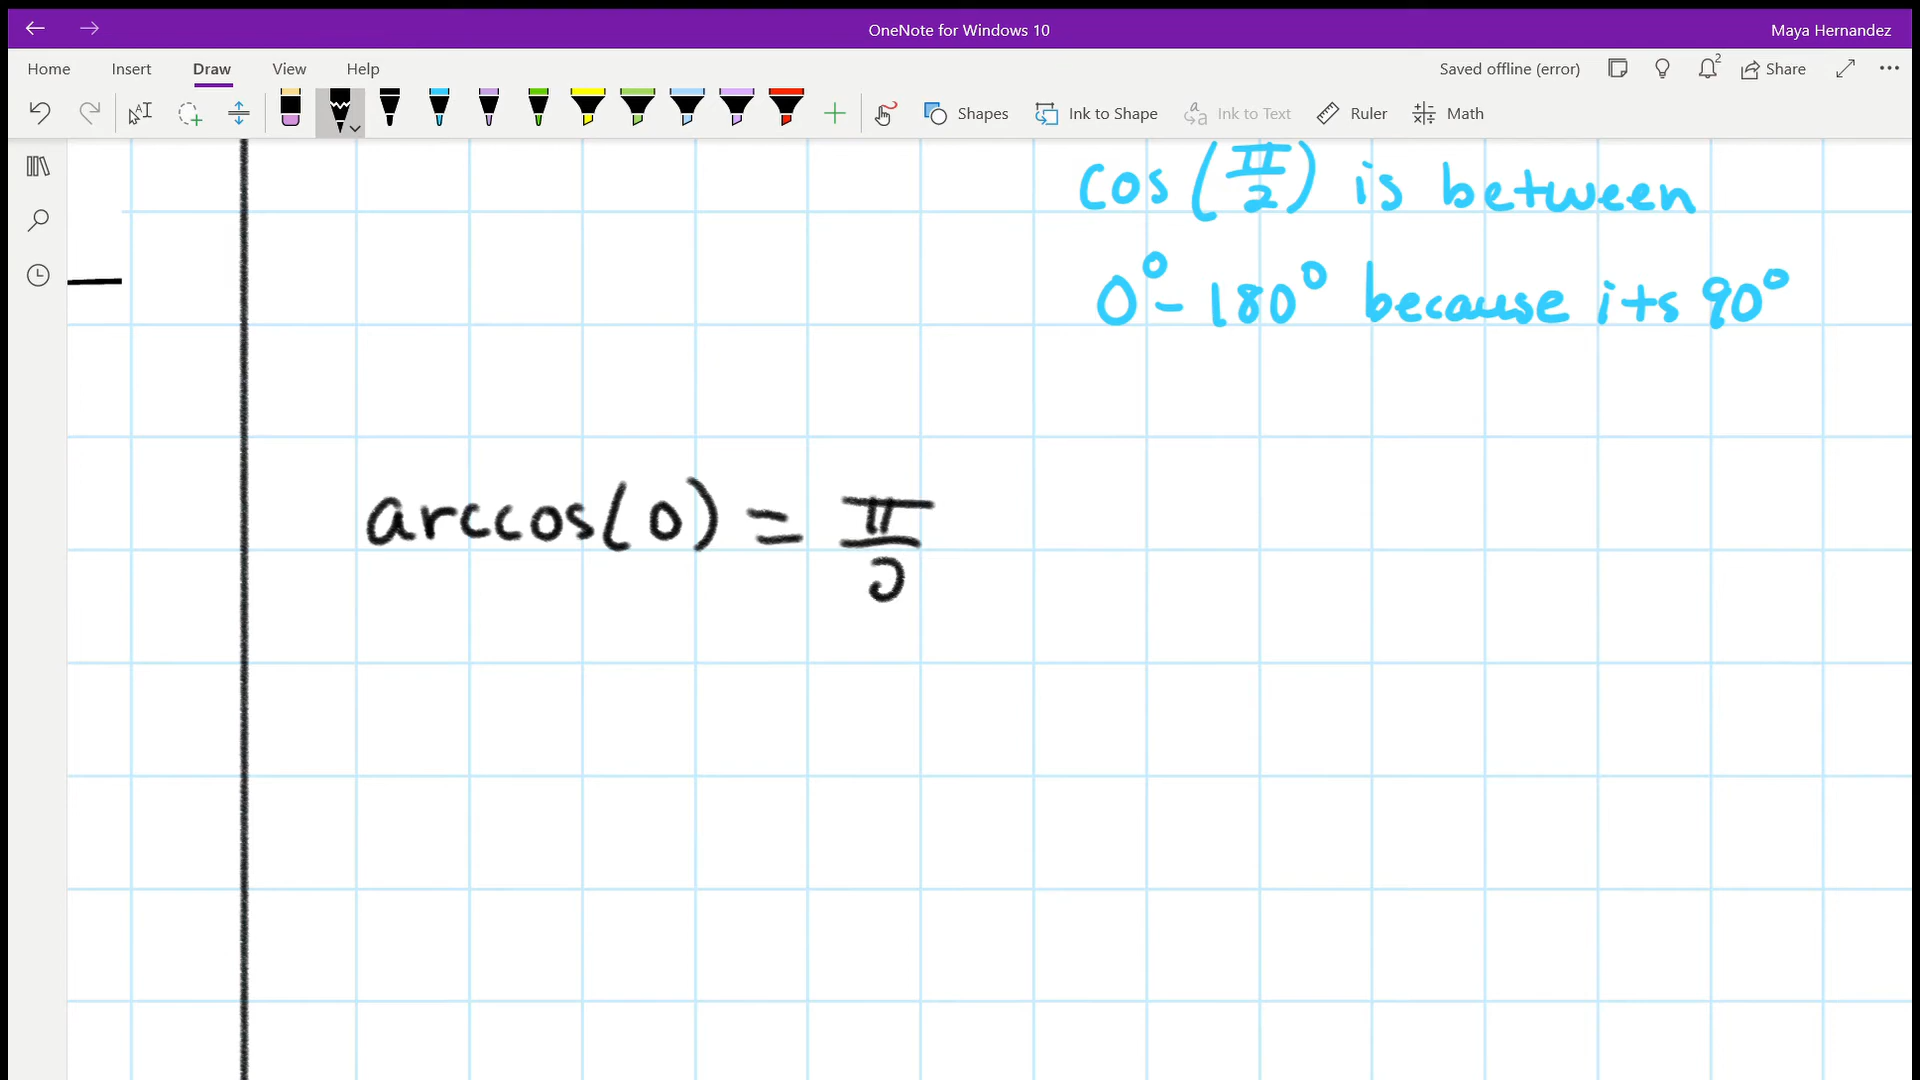 OneNote for Windows 10
Maya Hernandez
Home Insert Draw View Help
Saved offline (error) 2 Share
Shapes Ink to Shape Ink to Text Ruler Math
cos (π/2) is between
0° - 180° because its 90°
arccos(0) = π